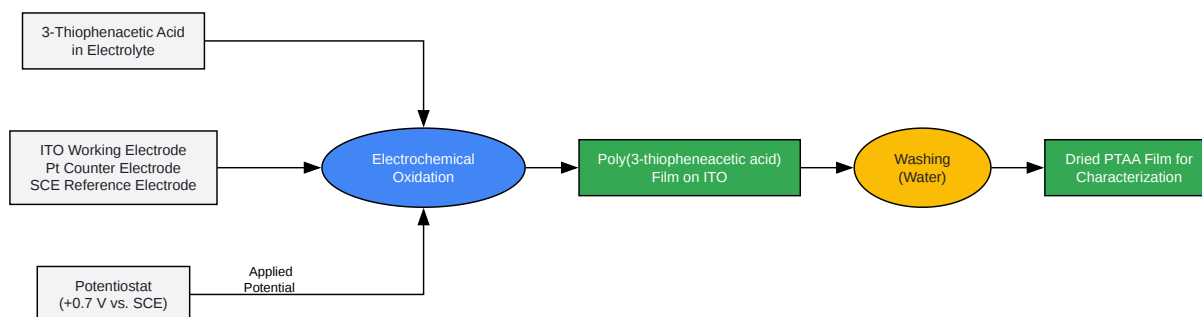 3-Thiophenacetic Acid
in Electrolyte
ITO Working Electrode
Pt Counter Electrode
SCE Reference Electrode
Potentiostat
(+0.7 V vs. SCE)
Applied
Potential
Electrochemical
Oxidation
Poly(3-thiopheneacetic acid)
Film on ITO
Washing
(Water)
Dried PTAA Film for
Characterization